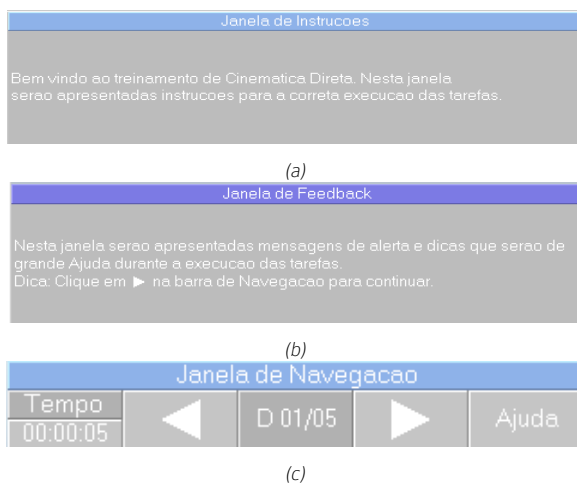 Janela de Instrucoes
Bem vindo ao treinamento de Cinematica Direta. Nesta janela
serao apresentadas instrucoes para a correta execucao das tarefas.
(a)
Janela de Feedback
Nesta janela serao apresentadas mensagens de alerta e dicas que serao de
grande Ajuda durante a execucao das tarefas.
Dica: Clique em ► na barra de Navegacao para continuar.
(b)
Janela de Navegacao
Tempo
00:00:05
D 01/05
Ajuda
(c)